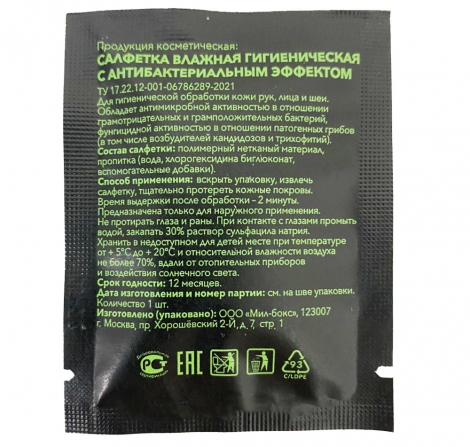 Продукция косметическая:
САЛФЕТКА ВЛАЖНАЯ ГИГИЕНИЧЕСКАЯ
С АНТИБАКТЕРИАЛЬНЫМ ЭФФЕКТОМ
ТУ 17.22.12-001-06786289-2021
Для гигиенической обработки кожи рук, лица и шеи.
Обладает антимикробной активностью в отношении
грамотрицательных и грамположительных бактерий,
фунгицидной активностью в отношении патогенных грибов
(в том числе возбудителей кандидозов и трихофитий).
Состав салфетки: полимерный нетканый материал,
пропитка (вода, хлорогексидина биглюконат,
вспомогательные добавки).
Способ применения: вскрыть упаковку, извлечь
салфетку, тщательно протереть кожные покровы.
Время выдержки после обработки – 2 минуты.
Предназначена только для наружного применения.
Не протирать глаза и раны. При контакте с глазами промыть
водой, закапать 30% раствор сульфацила натрия.
Хранить в недоступном для детей месте при температуре
от + 5°С до + 20°С и относительной влажности воздуха
не более 70%, вдали от отопительных приборов
и воздействия солнечного света.
Срок годности: 12 месяцев.
Дата изготовления и номер партии: см. на шве упаковки.
Количество 1 шт.
Изготовлено (упаковано): ООО «Мил-бокс», 123007
г. Москва, пр. Хорошёвский 2-Й, д. 7, стр. 1
РСТ EAC 93
C/LDPE